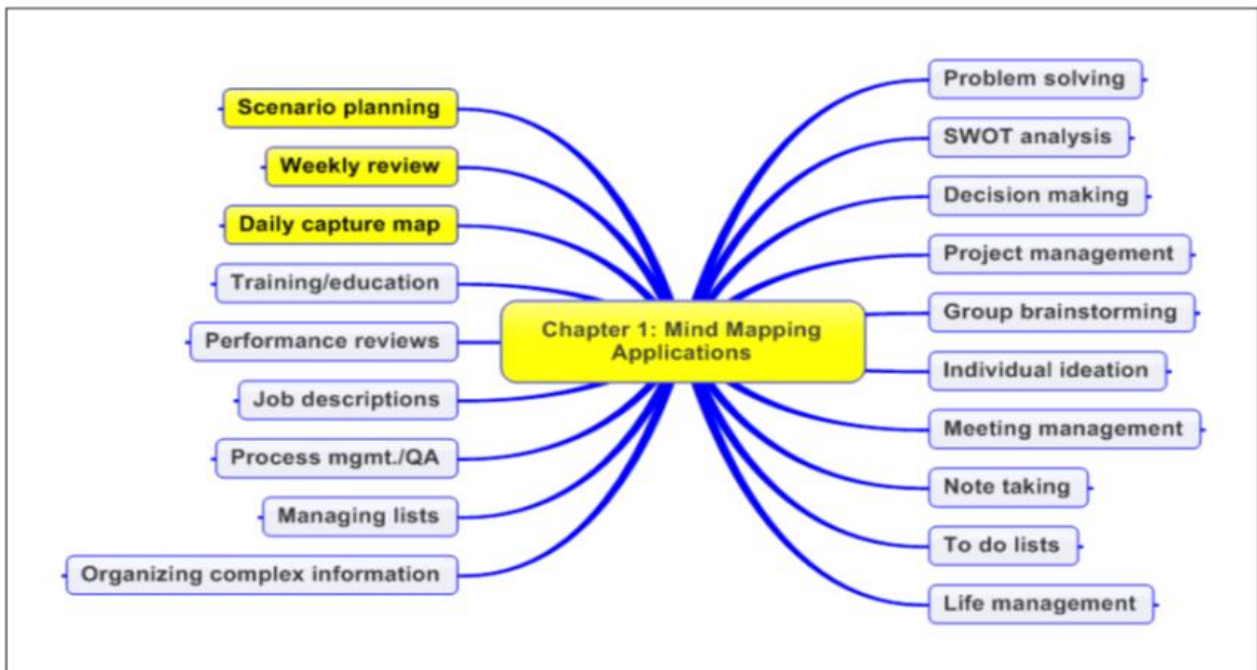 Scenario planning
Weekly review
Daily capture map
Training/education
Performance reviews
Job descriptions
Process mgmt./QA
Managing lists
Organizing complex information
Chapter 1: Mind Mapping
Applications
Problem solving
SWOT analysis
Decision making
Project management
Group brainstorming
Individual ideation
Meeting management
Note taking
To do lists
Life management